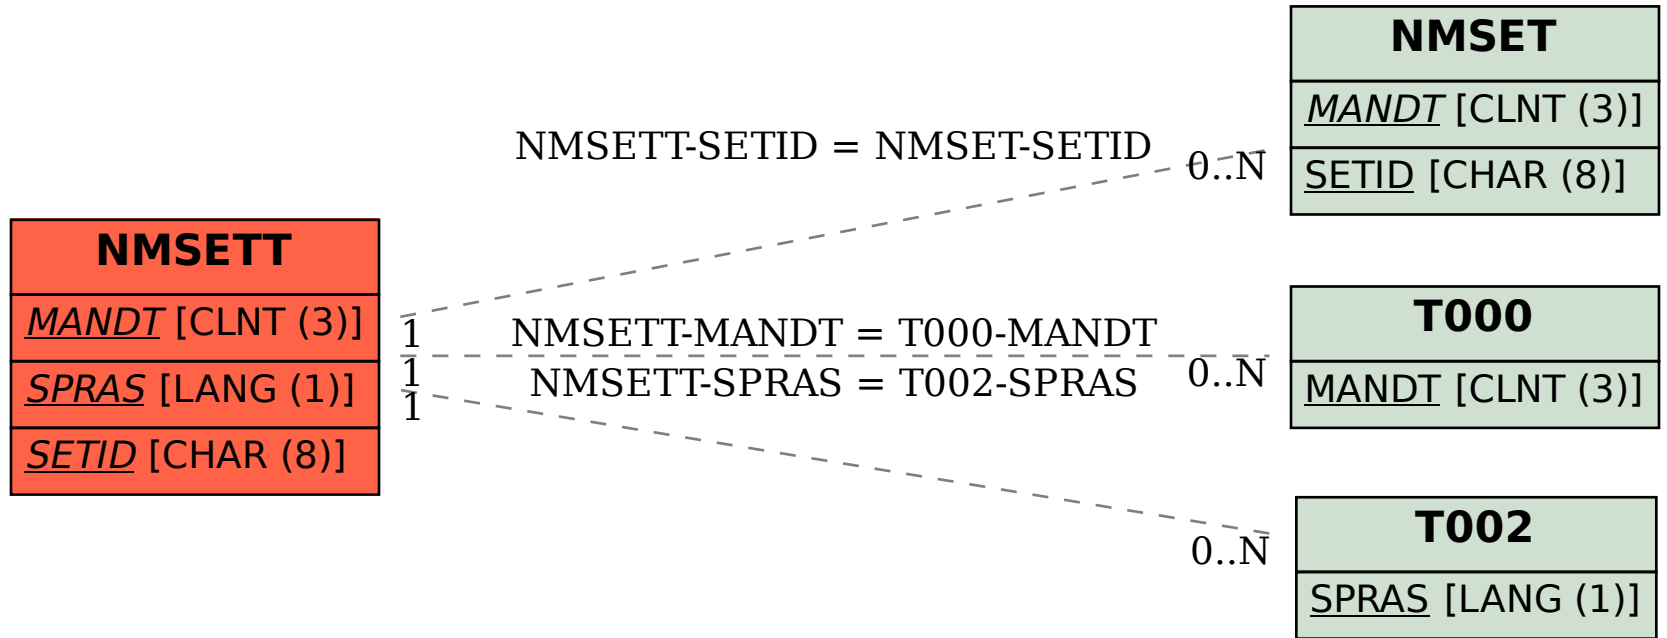 NMSET
MANDT [CLNT (3)]
SETID [CHAR (8)]
NMSETT-SETID = NMSET-SETID
0..N
NMSETT
MANDT [CLNT (3)]
SPRAS [LANG (1)]
SETID [CHAR (8)]
1
NMSETT-MANDT = T000-MANDT
1
NMSETT-SPRAS = T002-SPRAS
0..N
1
T000
MANDT [CLNT (3)]
0..N
T002
SPRAS [LANG (1)]